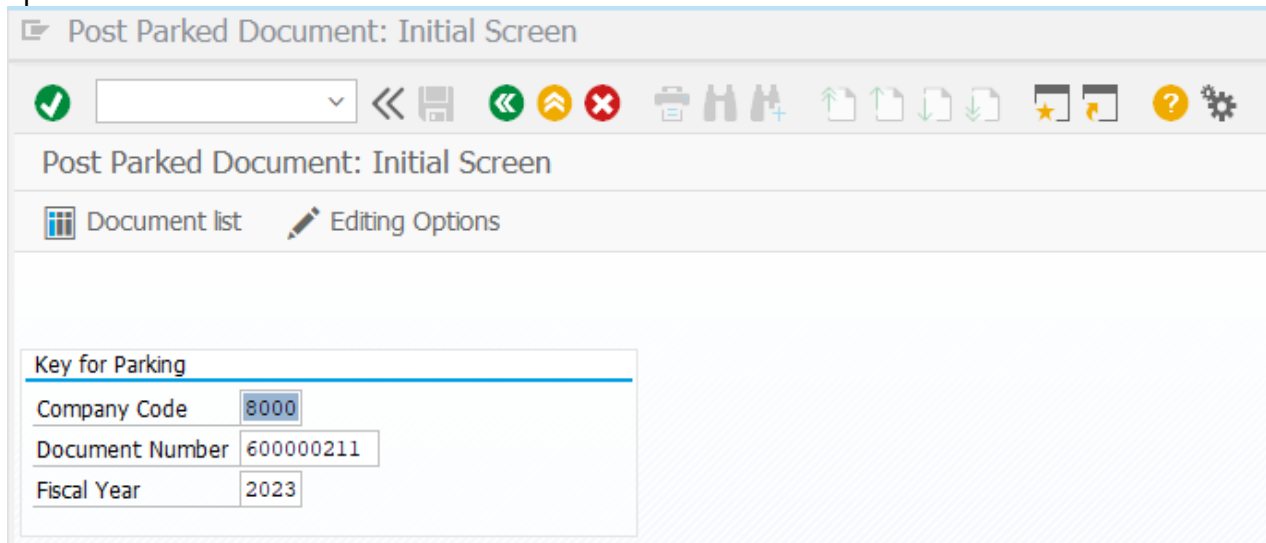 Post Parked Document: Initial Screen
Post Parked Document: Initial Screen
Document list Editing Options
Key for Parking
Company Code 8000
Document Number 600000211
Fiscal Year 2023